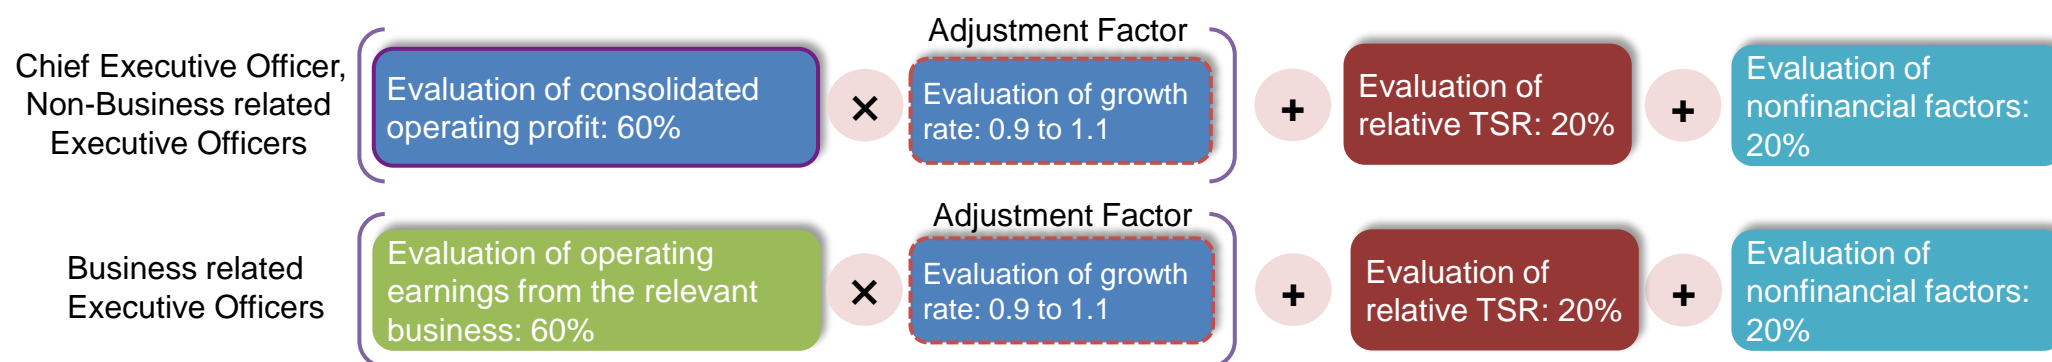 Chief Executive Officer,
Non-Business related
Executive Officers
Evaluation of consolidated
operating profit: 60%
×
Adjustment Factor
Evaluation of growth
rate: 0.9 to 1.1
+
Evaluation of
relative TSR: 20%
+
Evaluation of
nonfinancial factors:
20%
Business related
Executive Officers
Evaluation of operating
earnings from the relevant
business: 60%
×
Adjustment Factor
Evaluation of growth
rate: 0.9 to 1.1
+
Evaluation of
relative TSR: 20%
+
Evaluation of
nonfinancial factors:
20%